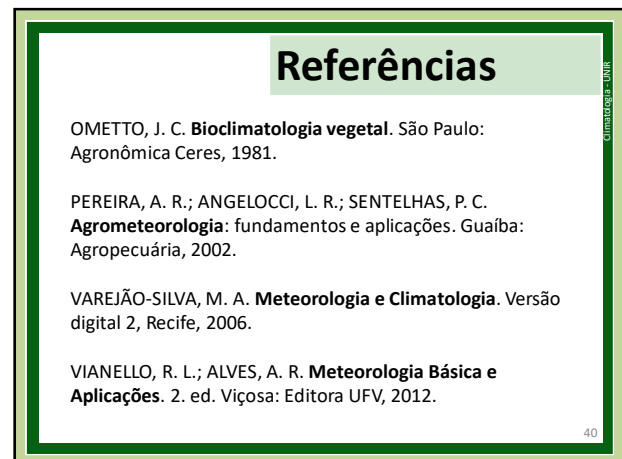 Referências
Climatologia - UNIR
OMETTO, J. C. Bioclimatologia vegetal. São Paulo:
Agronômica Ceres, 1981.
PEREIRA, A. R.; ANGELOCCI, L. R.; SENTELHAS, P. C.
Agrometeorologia: fundamentos e aplicações. Guaíba:
Agropecuária, 2002.
VAREJÃO-SILVA, M. A. Meteorologia e Climatologia. Versão
digital 2, Recife, 2006.
VIANELLO, R. L.; ALVES, A. R. Meteorologia Básica e
Aplicações. 2. ed. Viçosa: Editora UFV, 2012.
40